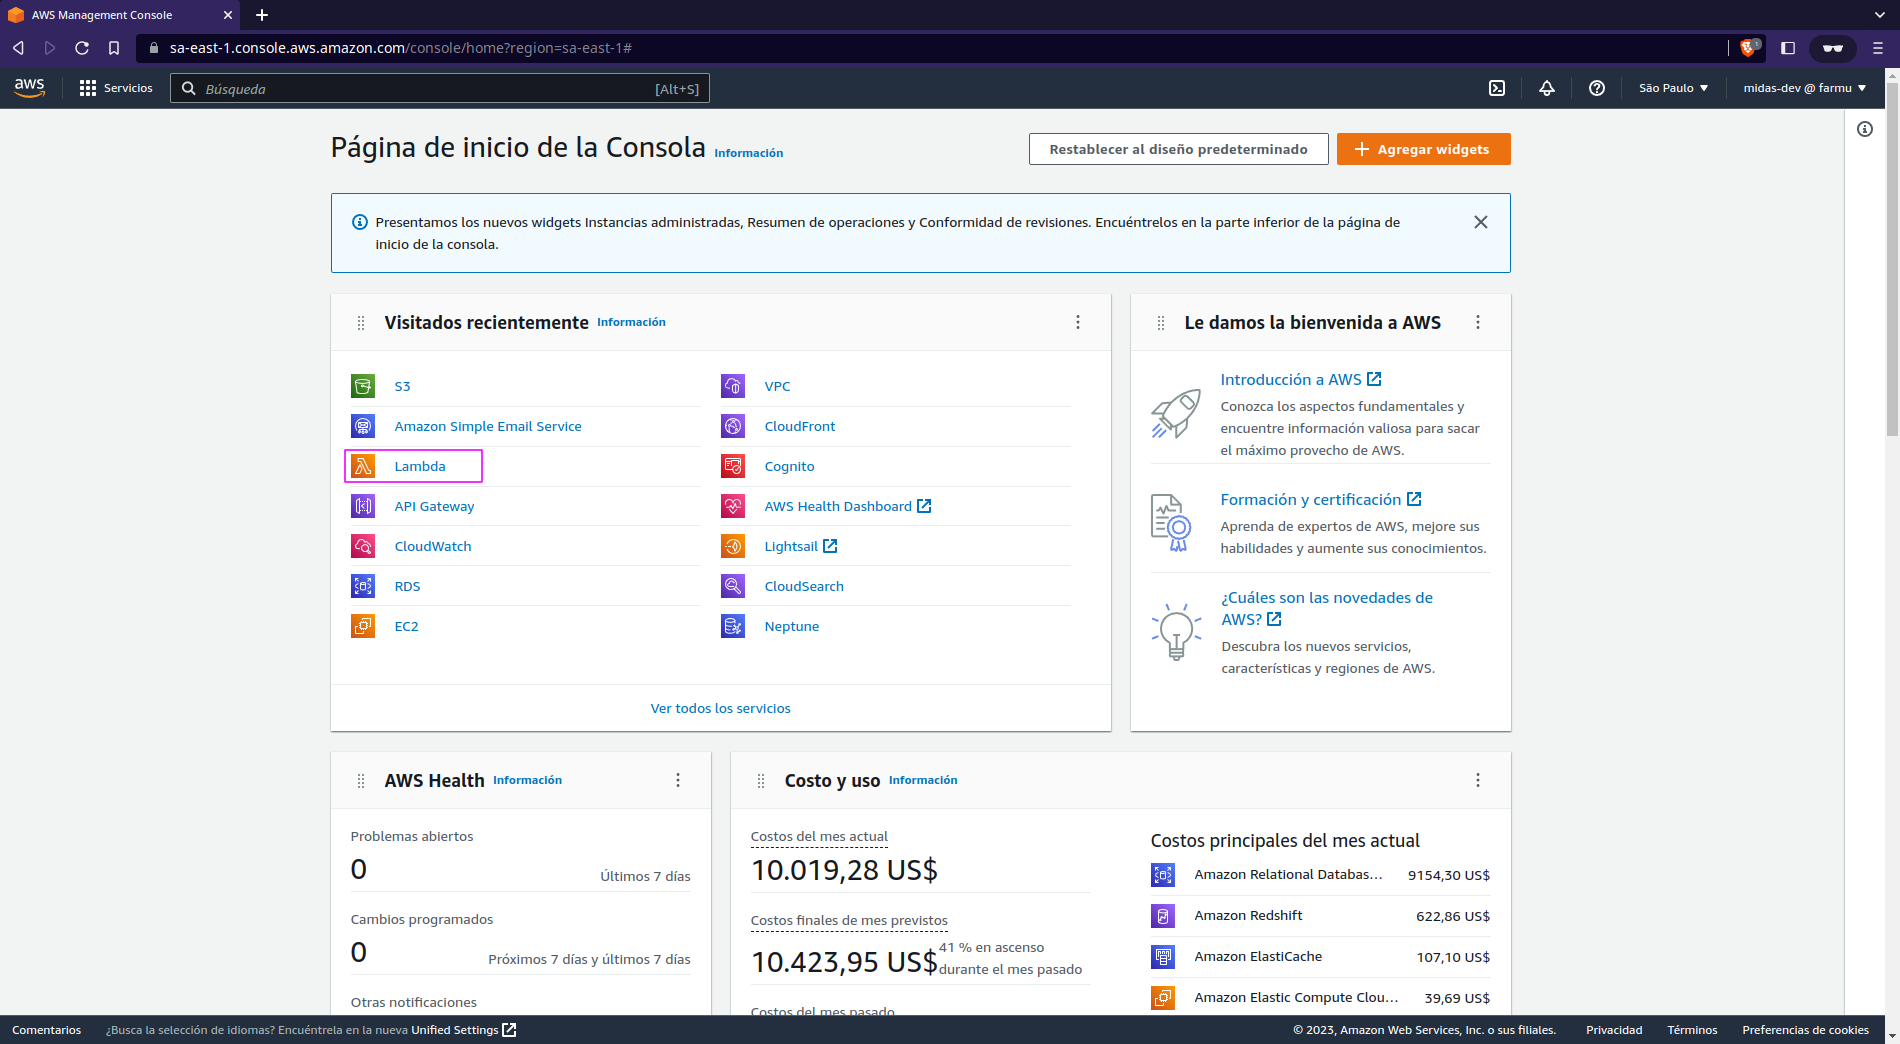 AWS Management Console
sa-east-1.console.aws.amazon.com/console/home?region=sa-east-1#
1
aws
Servicios
Búsqueda
[Alt+S]
São Paulo
midas-dev @ farmu
Página de inicio de la Consola
Información
Restablecer al diseño predeterminado
Agregar widgets
Presentamos los nuevos widgets Instancias administradas, Resumen de operaciones y Conformidad de revisiones. Encuéntrelos en la parte inferior de la página de
inicio de la consola.
Visitados recientemente
Información
S3
Amazon Simple Email Service
Lambda
API Gateway
CloudWatch
RDS
EC2
VPC
CloudFront
Cognito
AWS Health Dashboard
Lightsail
CloudSearch
Neptune
Ver todos los servicios
Le damos la bienvenida a AWS
Introducción a AWS
Conozca los aspectos fundamentales y
encuentre información valiosa para sacar
el máximo provecho de AWS.
Formación y certificación
Aprenda de expertos de AWS, mejore sus
habilidades y aumente sus conocimientos.
¿Cuáles son las novedades de
AWS?
Descubra los nuevos servicios,
características y regiones de AWS.
AWS Health
Información
Problemas abiertos
0
Últimos 7 días
Cambios programados
0
Próximos 7 días y últimos 7 días
Otras notificaciones
Costo y uso
Información
Costos del mes actual
10.019,28 US$
Costos finales de mes previstos
10.423,95 US$
41 % en ascenso
durante el mes pasado
Costos del mes pasado
Costos principales del mes actual
Amazon Relational Databas...
9154,30 US$
Amazon Redshift
622,86 US$
Amazon ElastiCache
107,10 US$
Amazon Elastic Compute Clou...
39,69 US$
Comentarios
¿Busca la selección de idiomas? Encuéntrela en la nueva Unified Settings
© 2023, Amazon Web Services, Inc. o sus filiales.
Privacidad
Términos
Preferencias de cookies